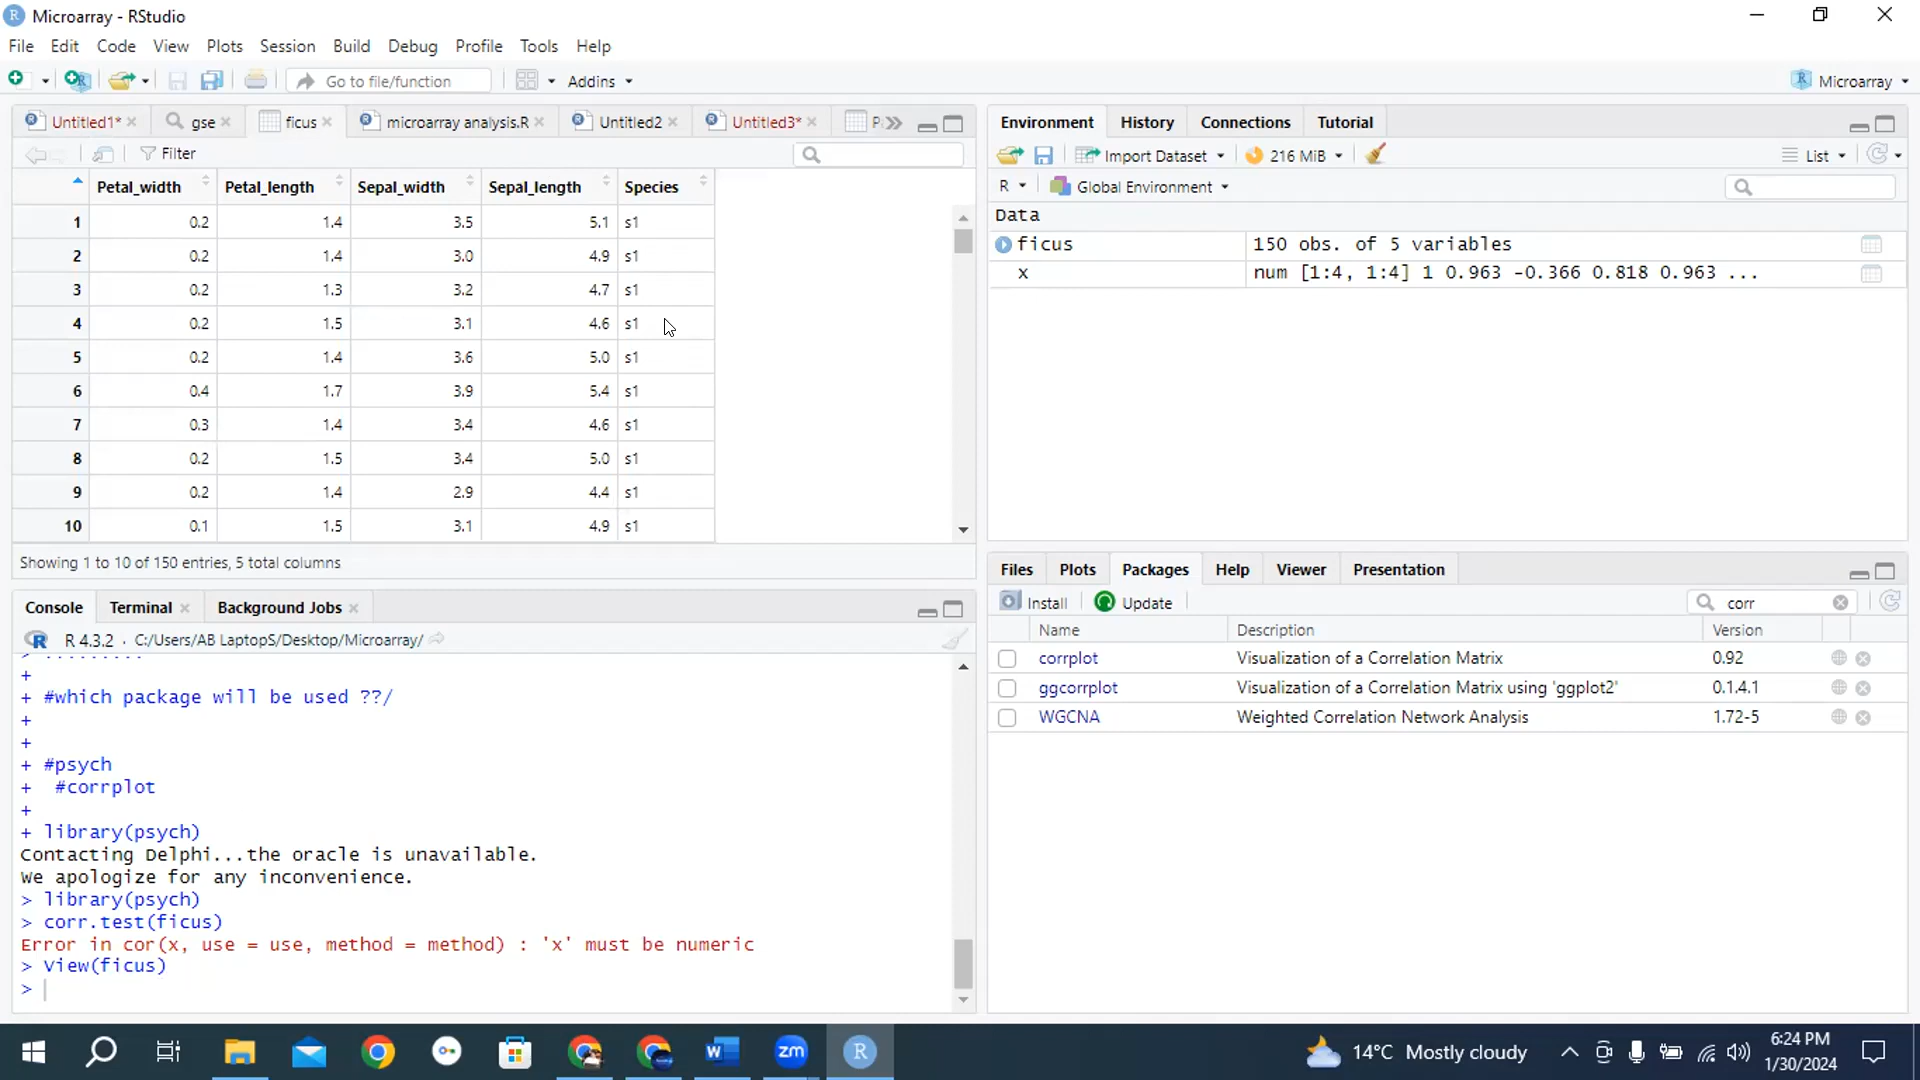 Microarray - RStudio
File Edit Code View Plots Session Build Debug Profile Tools Help
Go to file/function Addins Microarray
Untitled1* gse ficus microarray analysis.R Untitled2 Untitled3*
Filter
Petal_width Petal_length Sepal_width Sepal_length Species
1 0.2 1.4 3.5 5.1 s1
2 0.2 1.4 3.0 4.9 s1
3 0.2 1.3 3.2 4.7 s1
4 0.2 1.5 3.1 4.6 s1
5 0.2 1.4 3.6 5.0 s1
6 0.4 1.7 3.9 5.4 s1
7 0.3 1.4 3.4 4.6 s1
8 0.2 1.5 3.4 5.0 s1
9 0.2 1.4 2.9 4.4 s1
10 0.1 1.5 3.1 4.9 s1
Showing 1 to 10 of 150 entries, 5 total columns
Console Terminal Background Jobs
R 4.3.2 · C:/Users/AB LaptopS/Desktop/Microarray/
+
+ #which package will be used ??/
+
+
+ #psych
+ #corrplot
+
+ library(psych)
Contacting Delphi...the oracle is unavailable.
We apologize for any inconvenience.
> library(psych)
> corr.test(ficus)
Error in cor(x, use = use, method = method) : 'x' must be numeric
> View(ficus)
>
Environment History Connections Tutorial
Import Dataset 216 MiB List
R Global Environment
Data
ficus 150 obs. of 5 variables
x num [1:4, 1:4] 1 0.963 -0.366 0.818 0.963 ...
Files Plots Packages Help Viewer Presentation
Install Update corr
Name Description Version
corrplot Visualization of a Correlation Matrix 0.92
ggcorrplot Visualization of a Correlation Matrix using 'ggplot2' 0.1.4.1
WGCNA Weighted Correlation Network Analysis 1.72-5
14°C Mostly cloudy
6:24 PM
1/30/2024